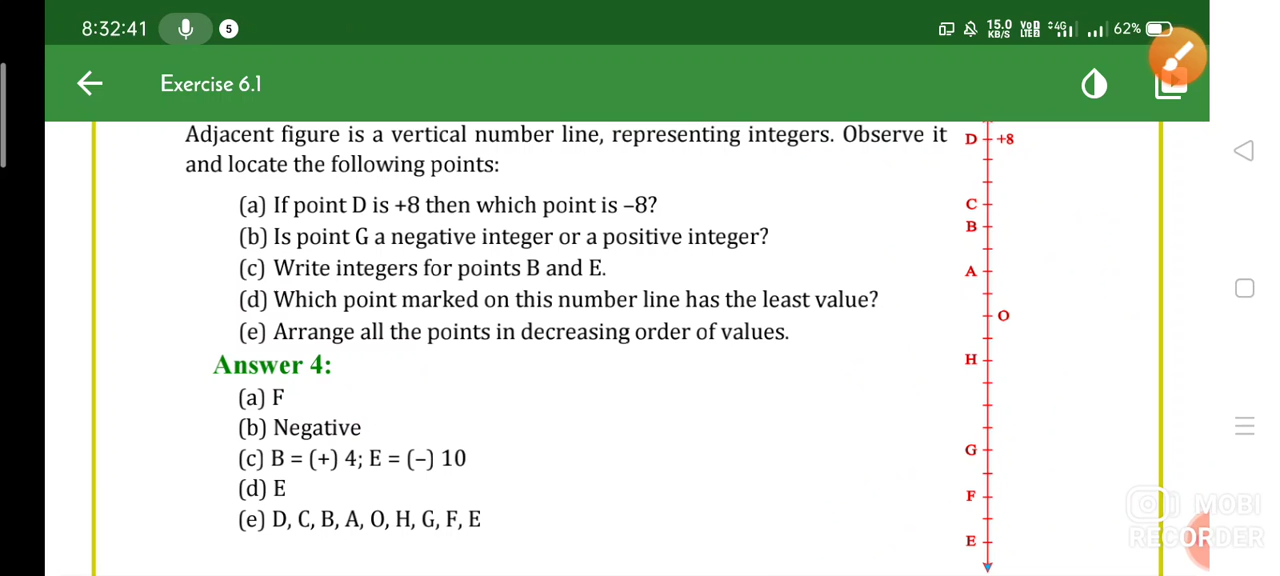 8:32:41 5 15.0 KB/S VoD LTE2 4G 62%
Exercise 6.1
Adjacent figure is a vertical number line, representing integers. Observe it
and locate the following points:
(a) If point D is +8 then which point is –8?
(b) Is point G a negative integer or a positive integer?
(c) Write integers for points B and E.
(d) Which point marked on this number line has the least value?
(e) Arrange all the points in decreasing order of values.
Answer 4:
(a) F
(b) Negative
(c) B = (+) 4; E = (–) 10
(d) E
(e) D, C, B, A, O, H, G, F, E
D +8
C
B
A
O
H
G
F
E
MOBI
RECORDER